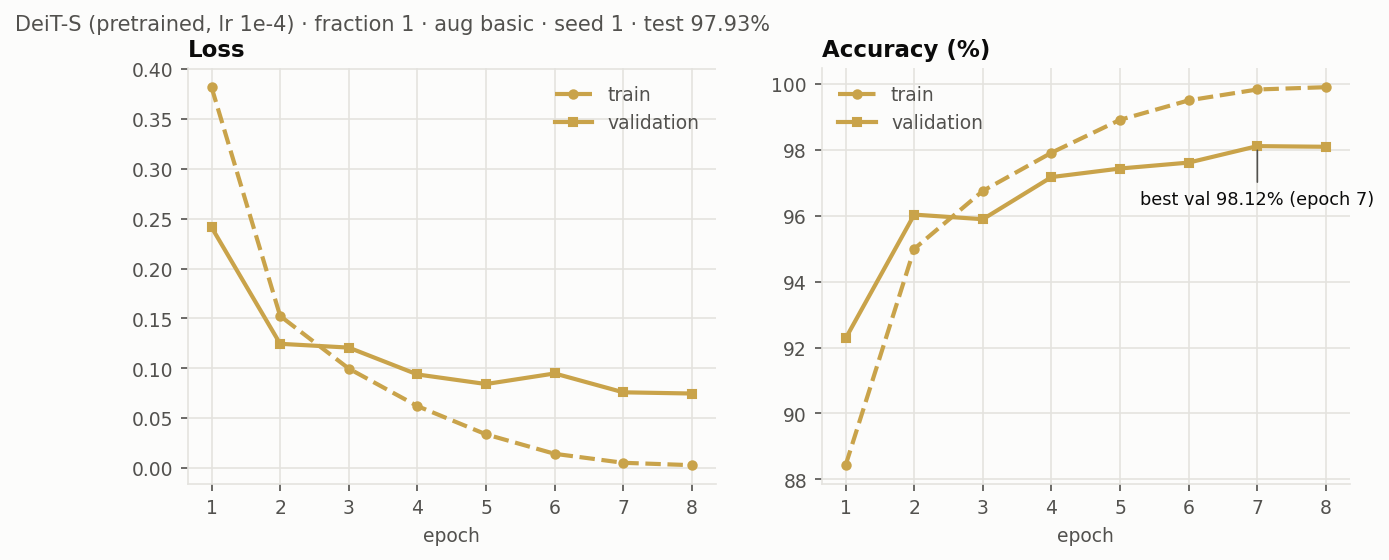 DeiT-S (pretrained, lr 1e-4) · fraction 1 · aug basic · seed 1 · test 97.93%
Loss
0.40
0.35
0.30
0.25
0.20
0.15
0.10
0.05
0.00
train
validation
1 2 3 4 5 6 7 8
epoch
Accuracy (%)
100
98
96
94
92
90
88
train
validation
best val 98.12% (epoch 7)
1 2 3 4 5 6 7 8
epoch